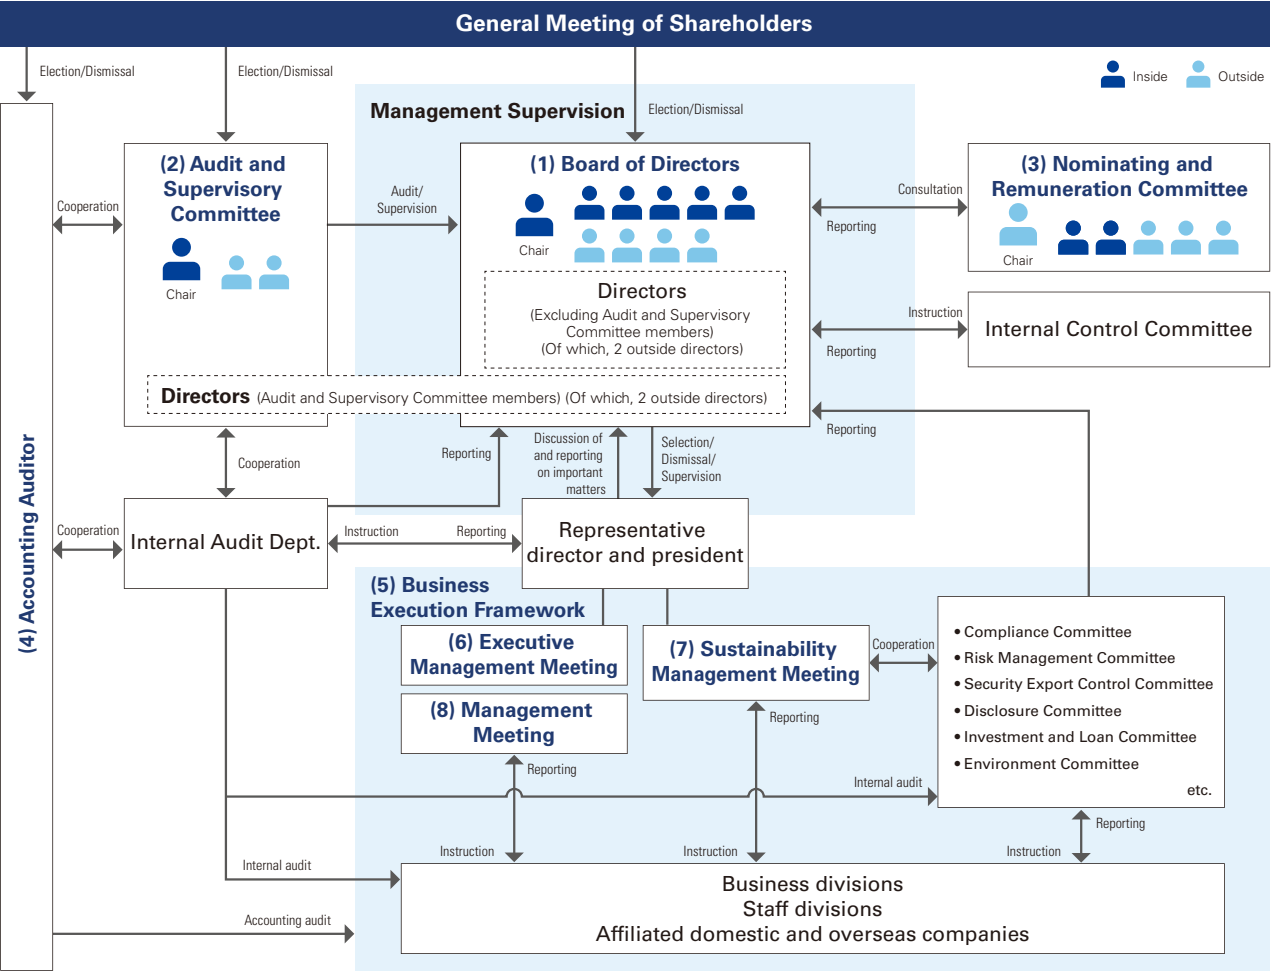 General Meeting of Shareholders
Election/Dismissal
Election/Dismissal
Inside
Outside
Management Supervision
Election/Dismissal
(2) Audit and
Supervisory
Committee
Chair
Cooperation
Audit/
Supervision
(1) Board of Directors
Chair
Directors
(Excluding Audit and Supervisory
Committee members)
(Of which, 2 outside directors)
Consultation
Reporting
(3) Nominating and
Remuneration Committee
Chair
Instruction
Reporting
Internal Control Committee
Directors (Audit and Supervisory Committee members) (Of which, 2 outside directors)
Reporting
(4) Accounting Auditor
Cooperation
Reporting
Discussion of
and reporting
on important
matters
Selection/
Dismissal/
Supervision
Cooperation
Internal Audit Dept.
Instruction
Reporting
Representative
director and president
(5) Business
Execution Framework
(6) Executive
Management Meeting
(7) Sustainability
Management Meeting
Cooperation
• Compliance Committee
• Risk Management Committee
• Security Export Control Committee
• Disclosure Committee
• Investment and Loan Committee
• Environment Committee
etc.
(8) Management
Meeting
Reporting
Reporting
Internal audit
Reporting
Instruction
Instruction
Instruction
Internal audit
Business divisions
Staff divisions
Affiliated domestic and overseas companies
Accounting audit